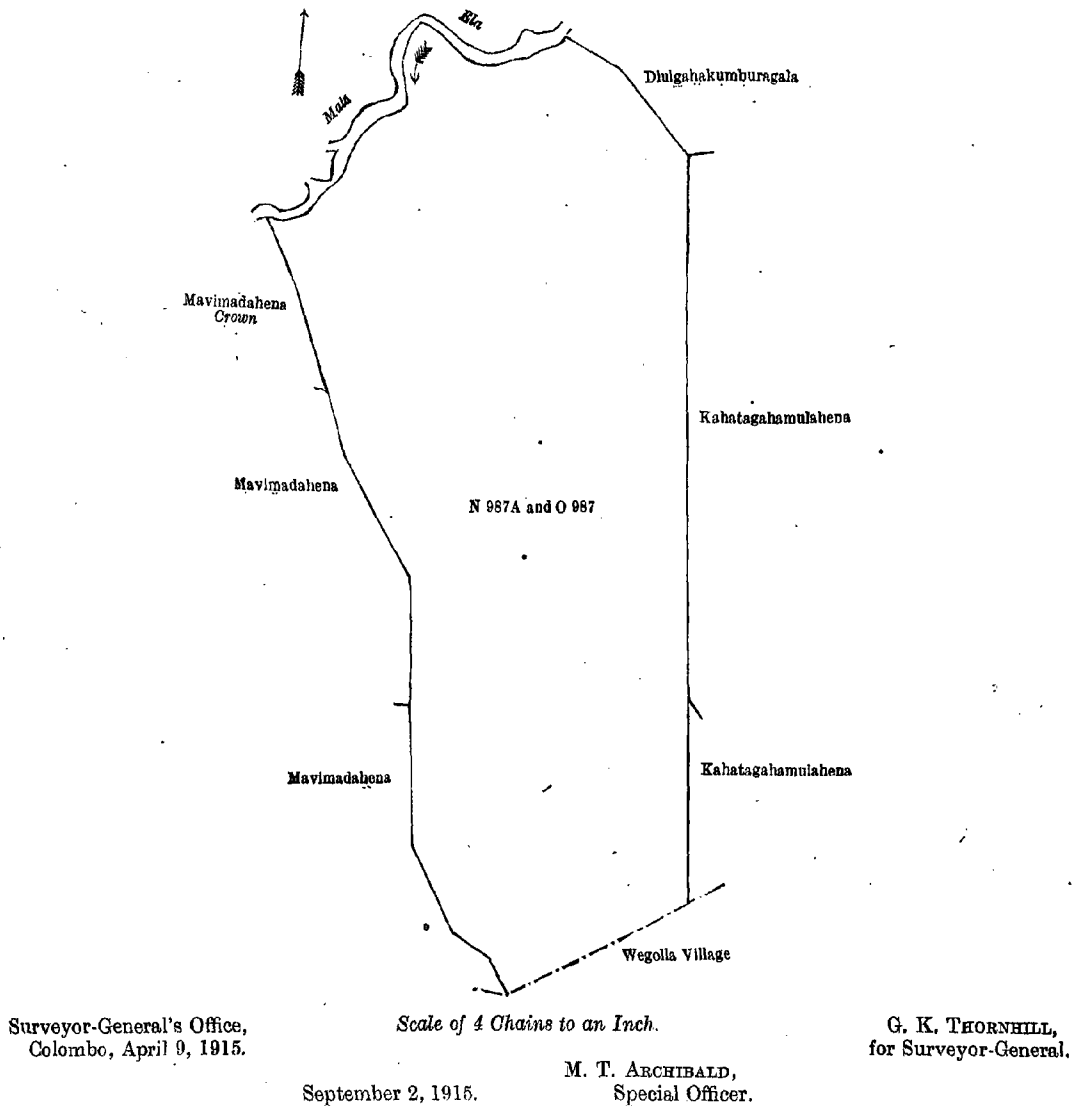 Ela
Mala
Dhulgahakumburagala
Mavimadahena
Crown
Kahatagahamulahena
Mavimadahena
N 987A and O 987
Mavimadahena
Kahatagahamulahena
Wegolla Village
Surveyor-General's Office,
Colombo, April 9, 1915.
Scale of 4 Chains to an Inch.
G. K. THORNHILL,
for Surveyor-General.
M. T. ARCHIBALD,
September 2, 1915. Special Officer.